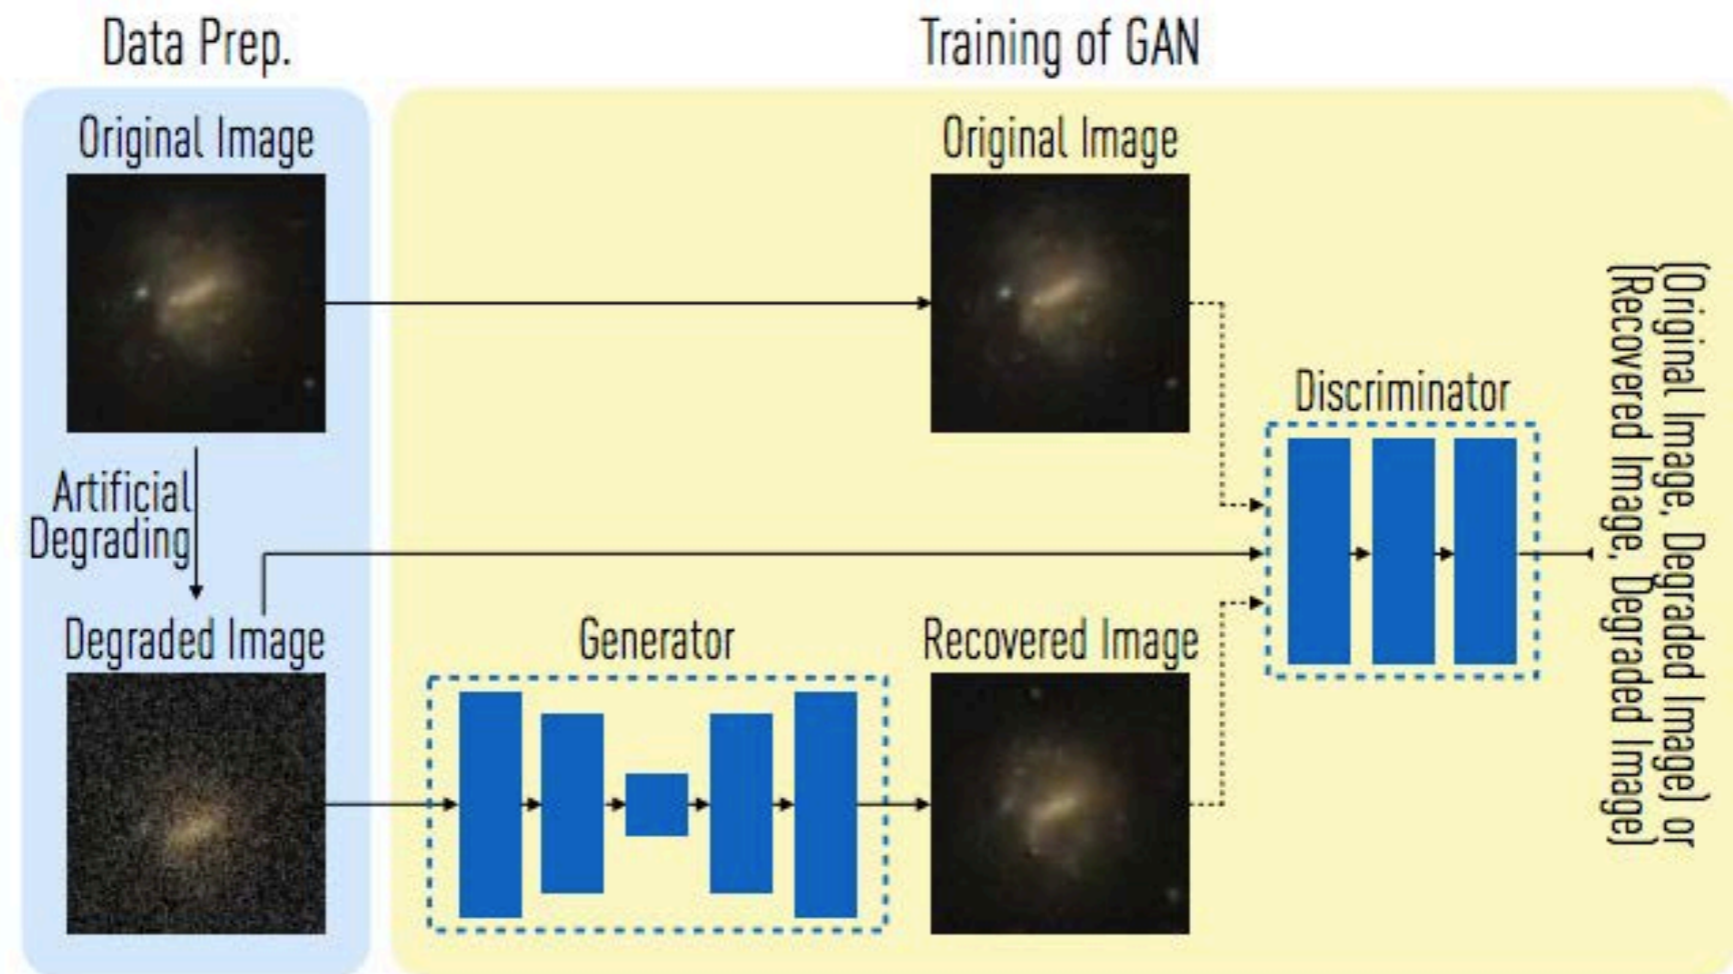 Data Prep.
Training of GAN
Original Image
Original Image
Artificial
Degrading
Discriminator
Degraded Image
Generator
Recovered Image
(Original Image, Degraded Image) or
(Recovered Image, Degraded Image)